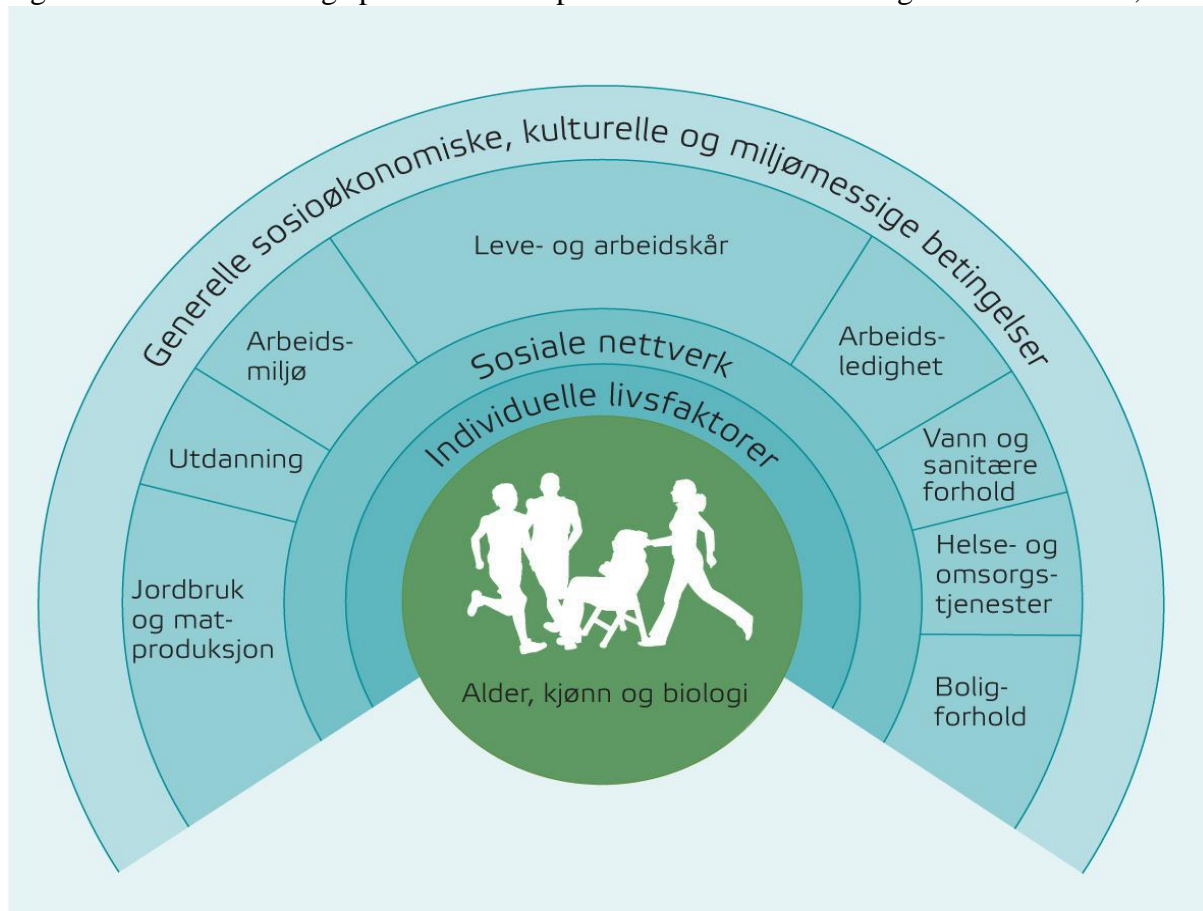 Generelle sosioøkonomiske, kulturelle og miljømessige betingelser
Leve- og arbeidskår
Arbeids-
miljø
Arbeids-
ledighet
Sosiale nettverk
Individuelle livsfaktorer
Utdanning
Vann og
sanitære
forhold
Jordbruk
og mat-
produksjon
Helse- og
omsorgs-
tjenester
Bolig-
forhold
Alder, kjønn og biologi